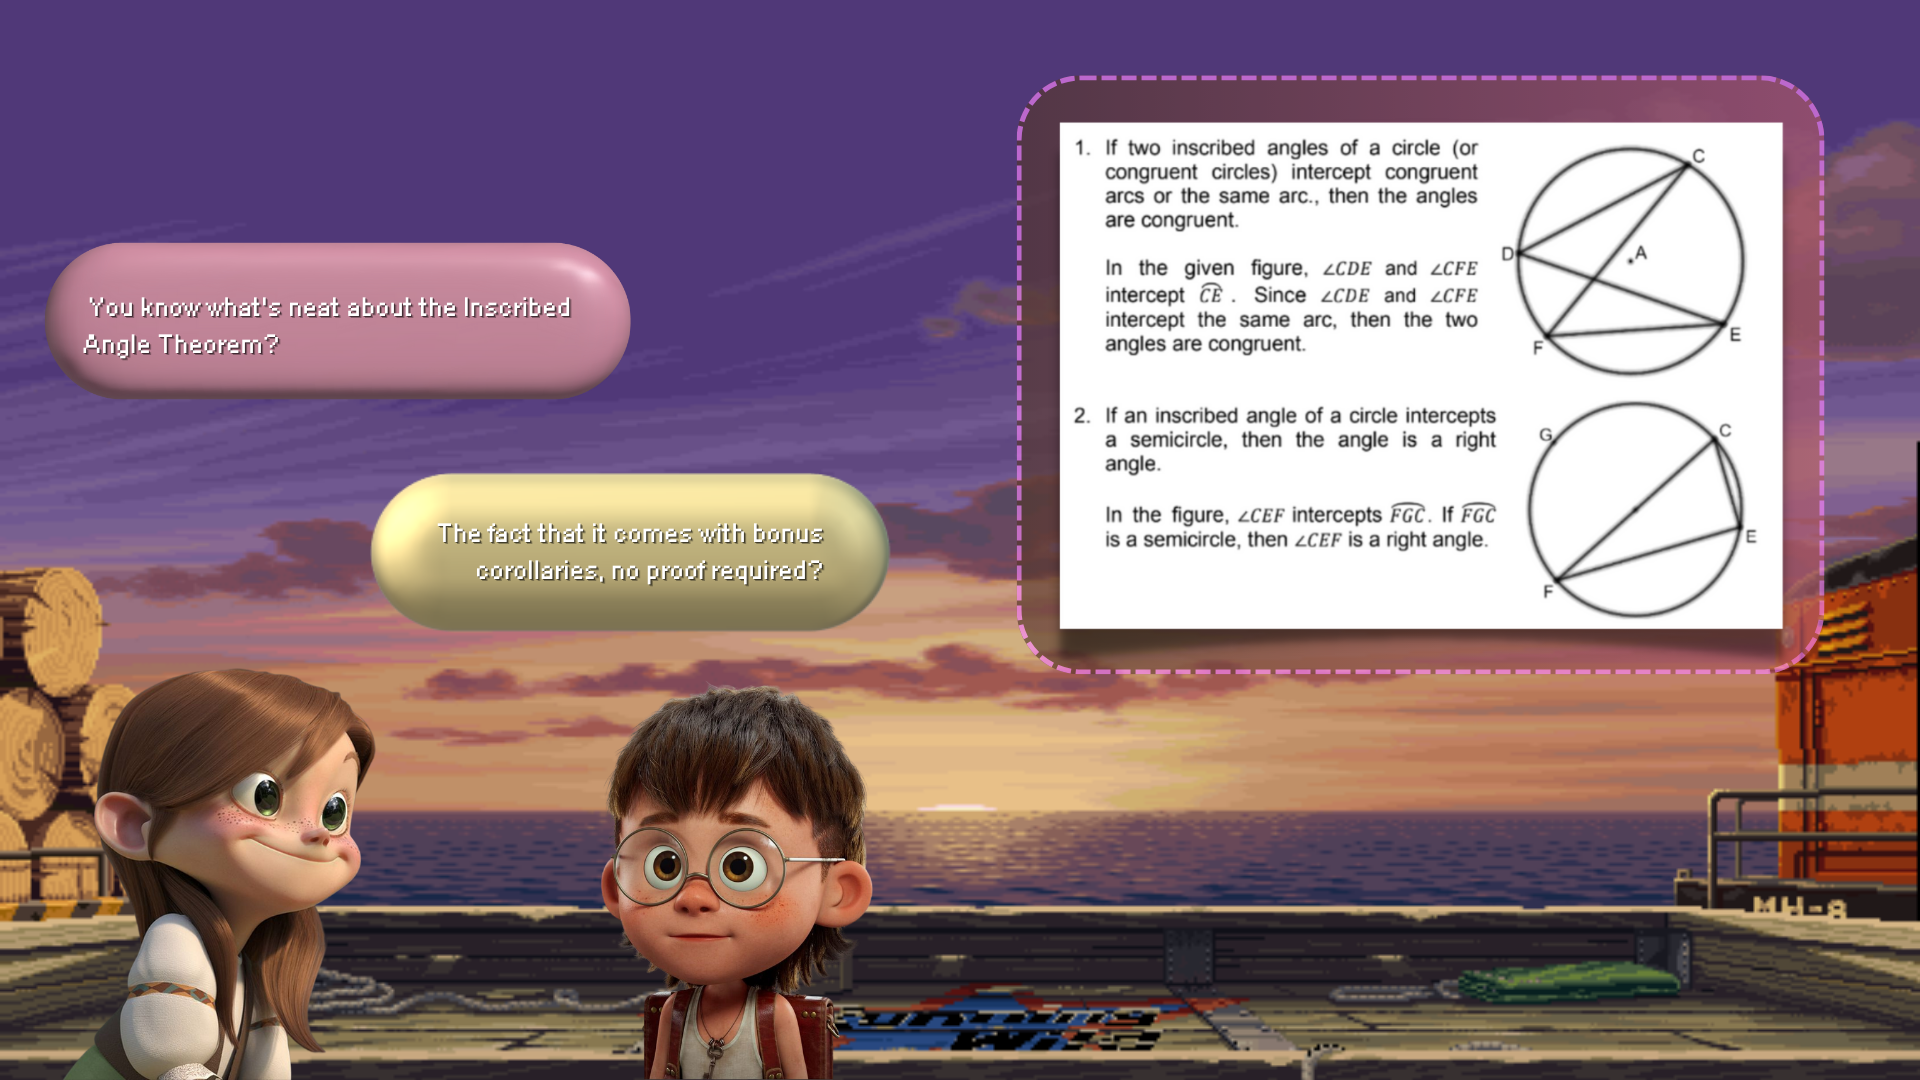 You know what's neat about the Inscribed
Angle Theorem?
The fact that it comes with bonus
corollaries, no proof required?
1. If two inscribed angles of a circle (or
congruent circles) intercept congruent
arcs or the same arc., then the angles
are congruent.
In the given figure, ∠CDE and ∠CFE
intercept C͡E . Since ∠CDE and ∠CFE
intercept the same arc, then the two
angles are congruent.
C
D
A
E
F
2. If an inscribed angle of a circle intercepts
a semicircle, then the angle is a right
angle.
In the figure, ∠CEF intercepts F͡GC. If F͡GC
is a semicircle, then ∠CEF is a right angle.
G
C
E
F
MH-8